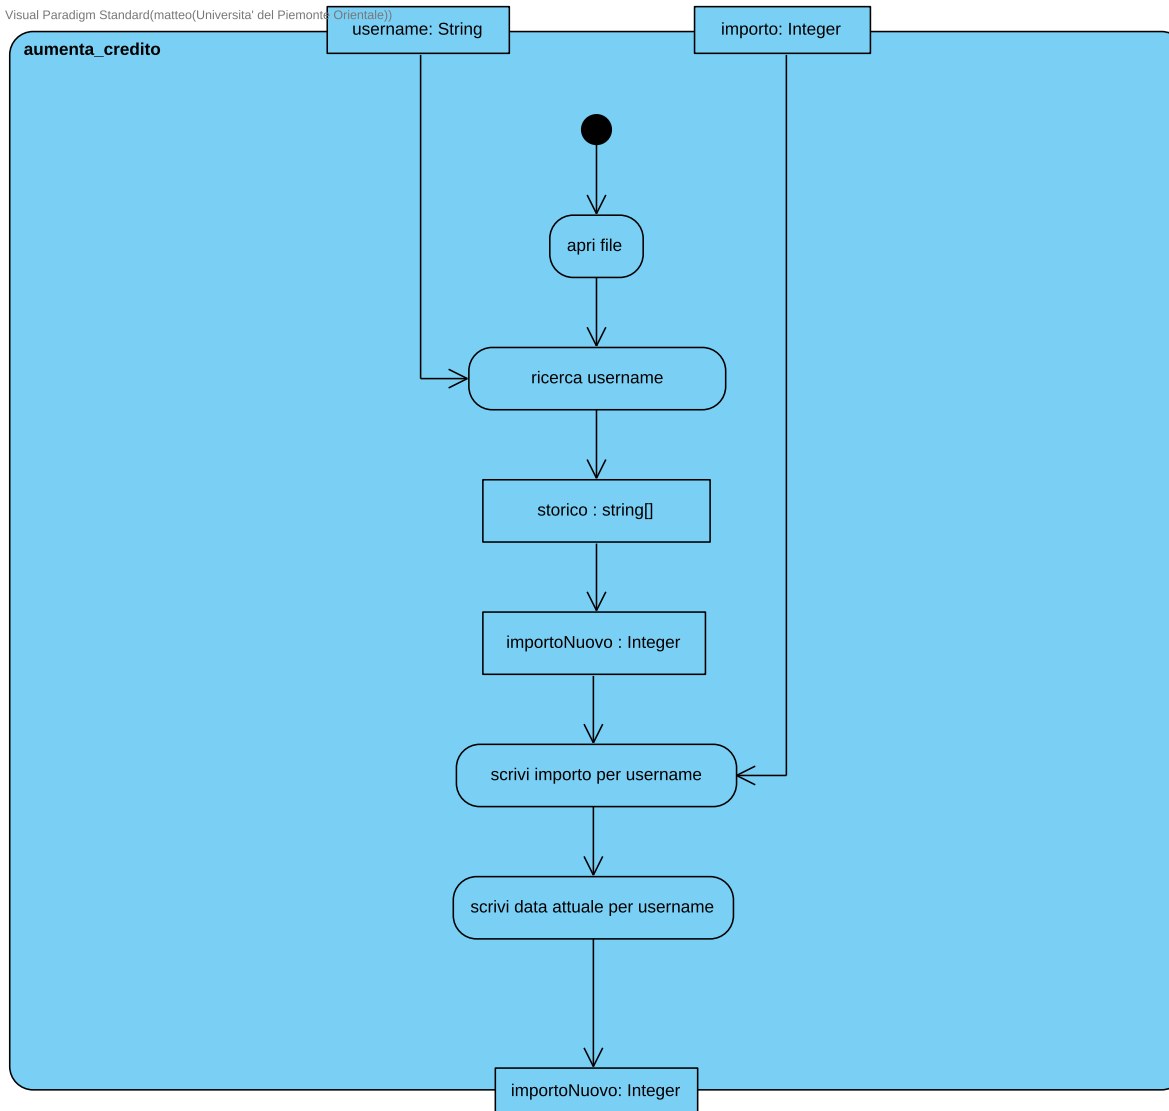 Visual Paradigm Standard(matteo(Universita' del Piemonte Orientale))
username: String
importo: Integer
aumenta_credito
apri file
ricerca username
storico : string[]
importoNuovo : Integer
scrivi importo per username
scrivi data attuale per username
importoNuovo: Integer